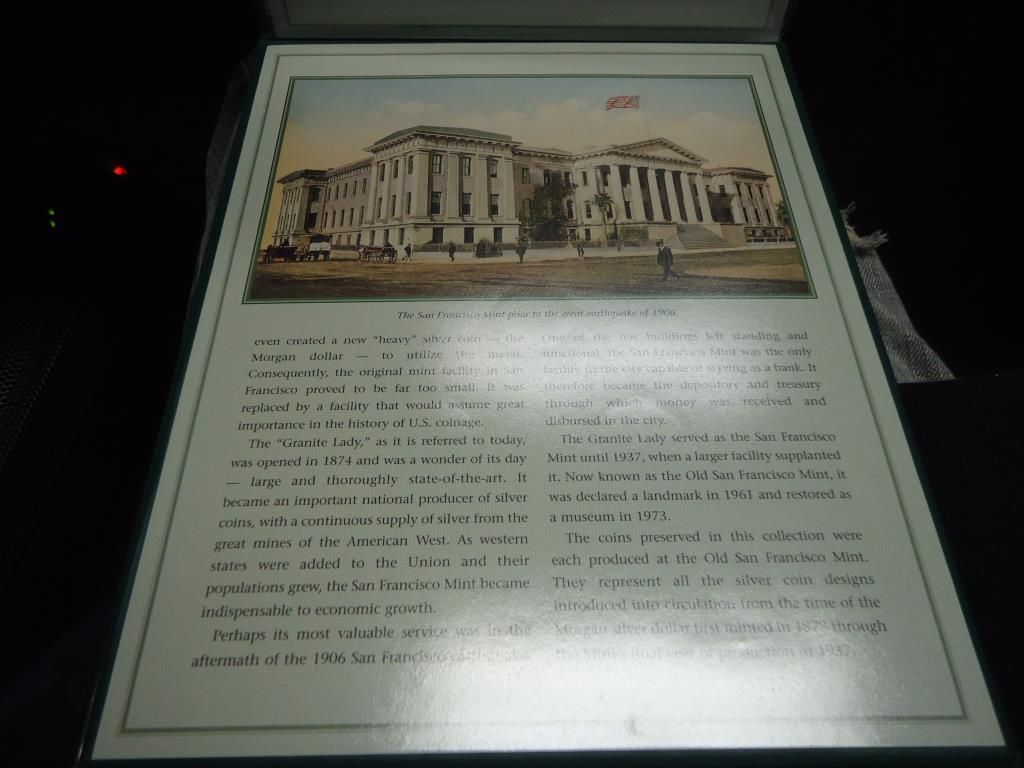 The San Francisco Mint prior to the great earthquake of 1906.
even created a new "heavy" silver coin — the
Morgan dollar — to utilize the metal.
Consequently, the original mint facility in San
Francisco proved to be far too small. It was
replaced by a facility that would assume great
importance in the history of U.S. coinage.
The "Granite Lady," as it is referred to today,
was opened in 1874 and was a wonder of its day
— large and thoroughly state-of-the-art. It
became an important national producer of silver
coins, with a continuous supply of silver from the
great mines of the American West. As western
states were added to the Union and their
populations grew, the San Francisco Mint became
indispensable to economic growth.
Perhaps its most valuable service was in the
aftermath of the 1906 San Francisco earthquake.
One of the few buildings left standing and
functional, the San Francisco Mint was the only
facility in the city capable of serving as a bank. It
therefore became the depository and treasury
through which money was received and
disbursed in the city.
The Granite Lady served as the San Francisco
Mint until 1937, when a larger facility supplanted
it. Now known as the Old San Francisco Mint, it
was declared a landmark in 1961 and restored as
a museum in 1973.
The coins preserved in this collection were
each produced at the Old San Francisco Mint.
They represent all the silver coin designs
introduced into circulation from the time of the
Morgan silver dollar first minted in 1878 through
the Mint's final year of production in 1937.